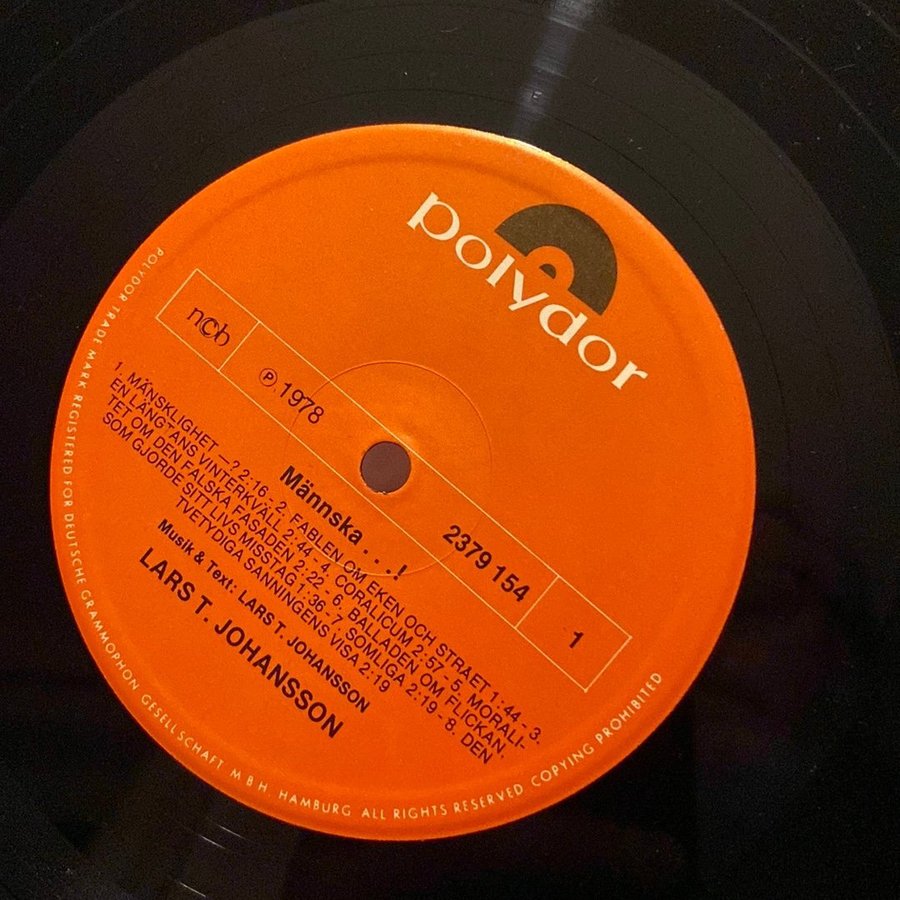 polydor
ncb
Ⓟ 1978
2379 154
1
Männska . . .!
1. MÄNSKLIGHET —? 2:16 - 2. FABLEN OM EKEN OCH STRAET 1:44 - 3.
EN LÄNGTANS VINTERKVÄLL 2:44 - 4. CORALICUM 2:57 - 5. MORALI-
TET OM DEN FALSKA FASADEN 2:22 - 6. BALLADEN OM FLICKAN,
SOM GJORDE SITT LIVS MISSTAG 1:36 - 7. SOMLIGA 2:19 - 8. DEN
TVETYDIGA SANNINGENS VISA 2:19
Musik & Text: LARS T. JOHANSSON
LARS T. JOHANSSON
POLYDOR TRADE MARK REGISTERED FOR DEUTSCHE GRAMMOPHON GESELLSCHAFT M B H. HAMBURG ALL RIGHTS RESERVED COPYING PROHIBITED